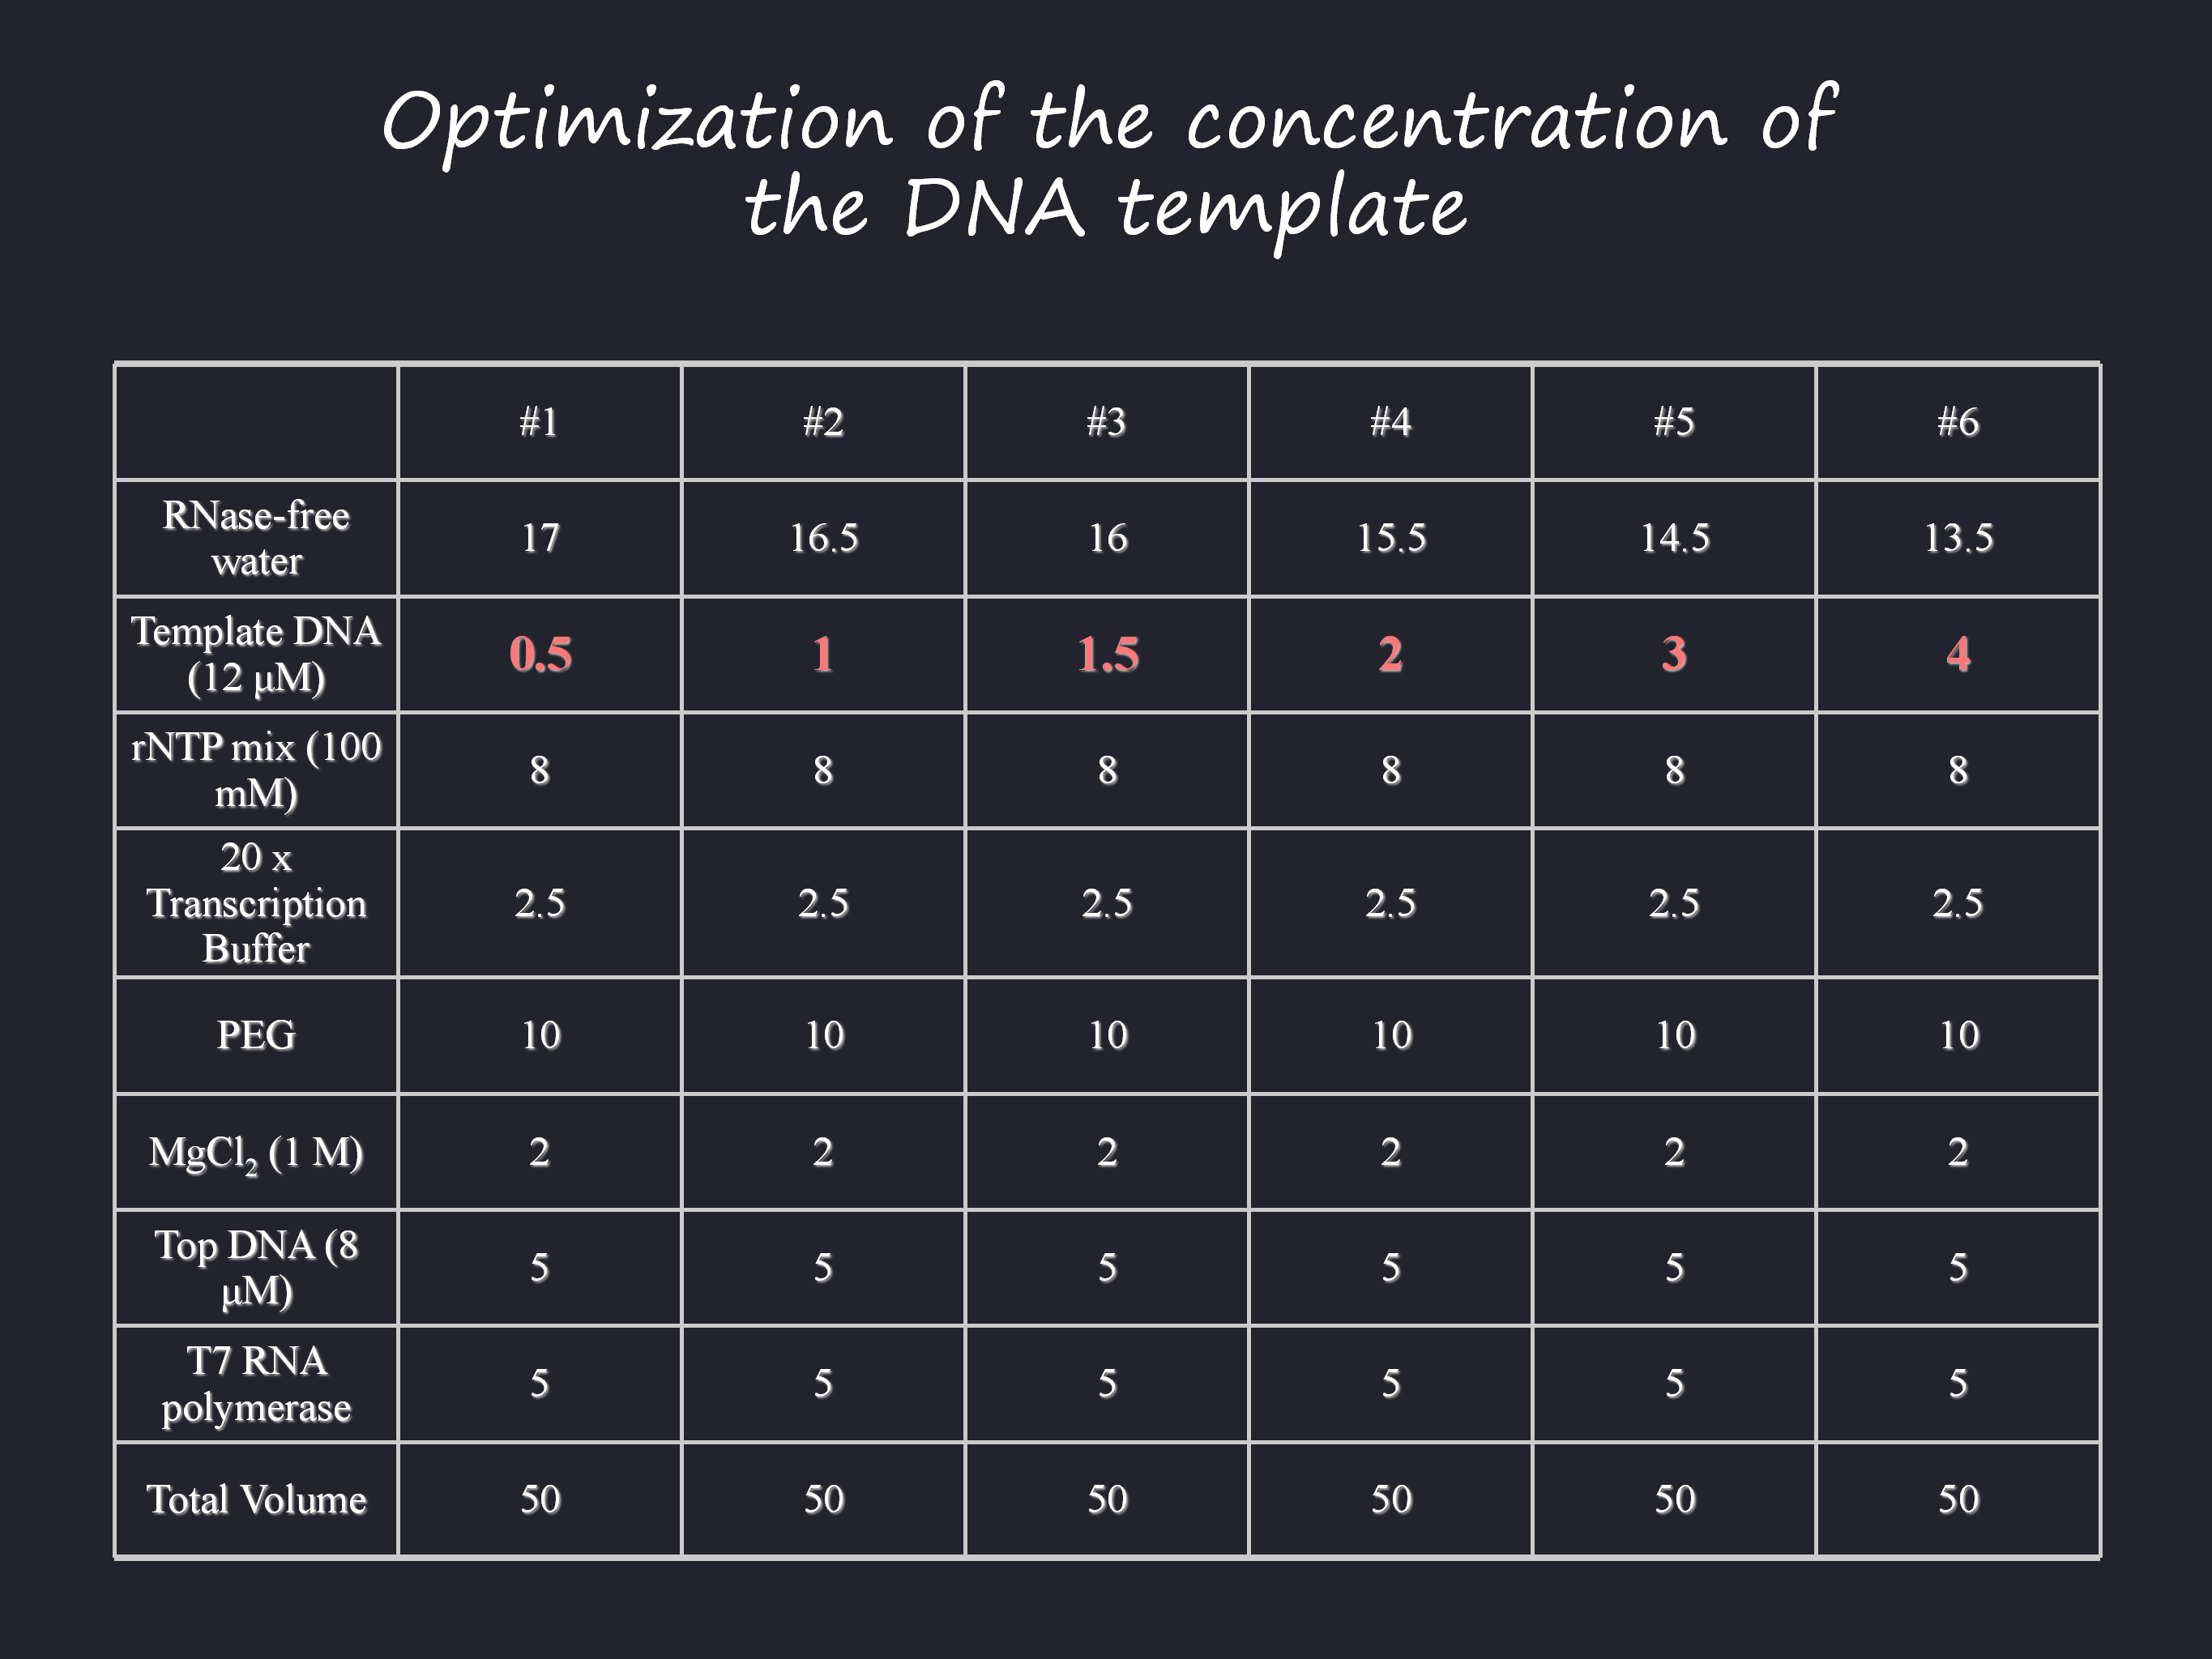 Optimization of the concentration of
the DNA template
#1 #2 #3 #4 #5 #6
RNase-free
water
17 16.5 16 15.5 14.5 13.5
Template DNA
(12 μM)
0.5 1 1.5 2 3 4
rNTP mix (100
mM)
8 8 8 8 8 8
20 x
Transcription
Buffer
2.5 2.5 2.5 2.5 2.5 2.5
PEG 10 10 10 10 10 10
MgCl₂ (1 M) 2 2 2 2 2 2
Top DNA (8
μM)
5 5 5 5 5 5
T7 RNA
polymerase
5 5 5 5 5 5
Total Volume 50 50 50 50 50 50